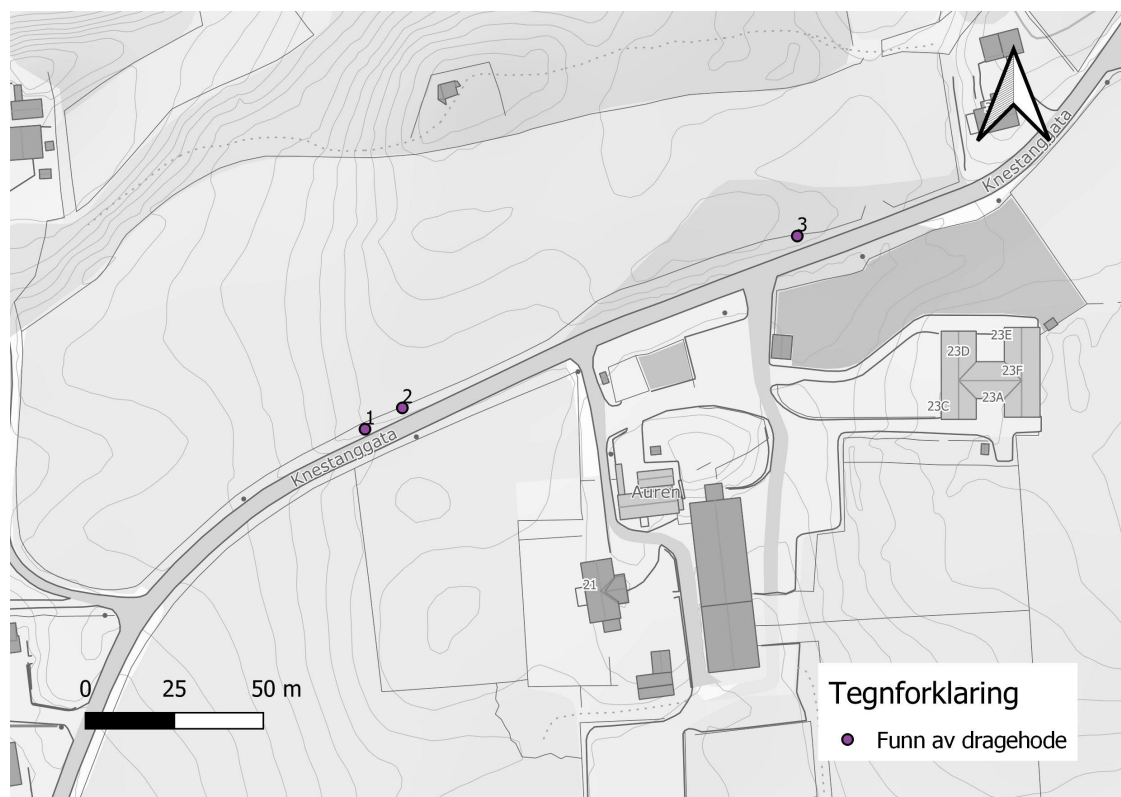 Knestanggata
3
23E
23D
23F
23A
23C
2
1
Knestanggata
Auren
21
0 25 50 m
Tegnforklaring
Funn av dragehode